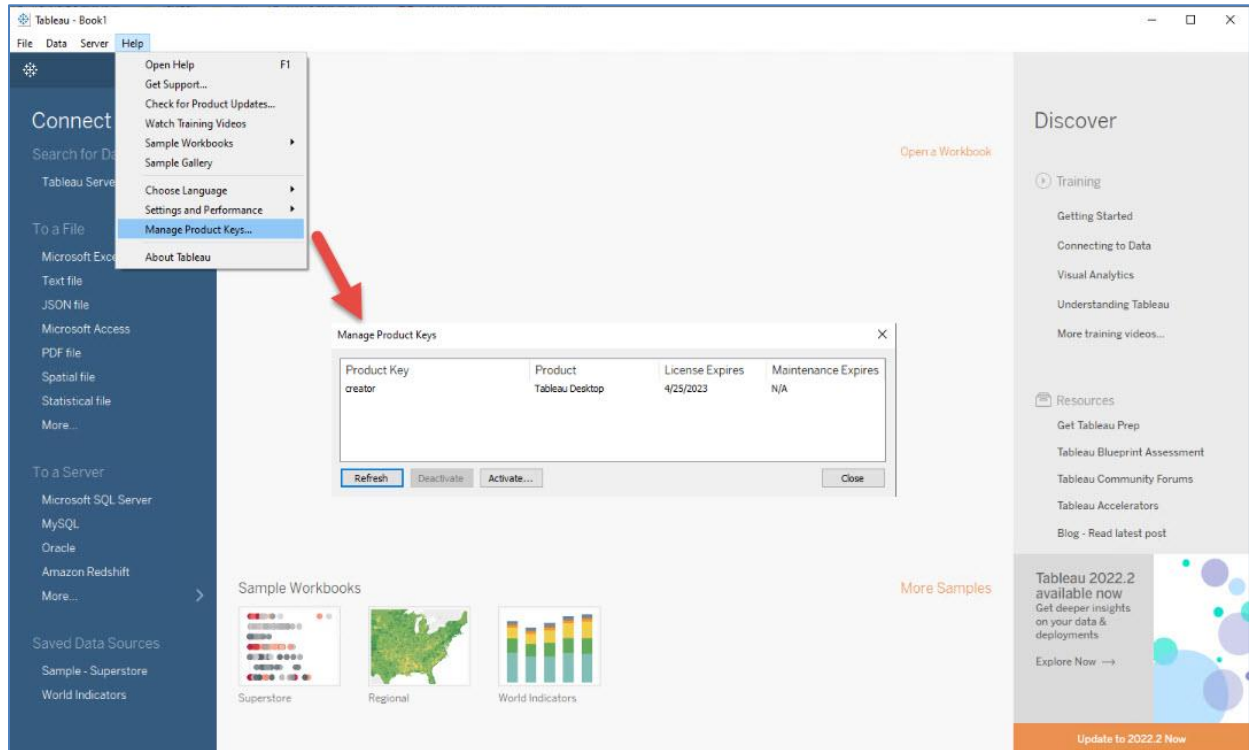 Tableau - Book1
File Data Server Help
Open Help F1
Get Support...
Check for Product Updates...
Watch Training Videos
Sample Workbooks
Sample Gallery
Choose Language
Settings and Performance
Manage Product Keys...
About Tableau
Connect
Search for Da
Tableau Serve
To a File
Microsoft Exce
Text file
JSON file
Microsoft Access
PDF file
Spatial file
Statistical file
More...
To a Server
Microsoft SQL Server
MySQL
Oracle
Amazon Redshift
More...
Saved Data Sources
Sample - Superstore
World Indicators
Open a Workbook
Manage Product Keys
Product Key Product License Expires Maintenance Expires
creator Tableau Desktop 4/25/2023 N/A
Refresh Deactivate Activate... Close
Sample Workbooks More Samples
Superstore Regional World Indicators
Discover
Training
Getting Started
Connecting to Data
Visual Analytics
Understanding Tableau
More training videos...
Resources
Get Tableau Prep
Tableau Blueprint Assessment
Tableau Community Forums
Tableau Accelerators
Blog - Read latest post
Tableau 2022.2
available now
Get deeper insights
on your data &
deployments
Explore Now →
Update to 2022.2 Now